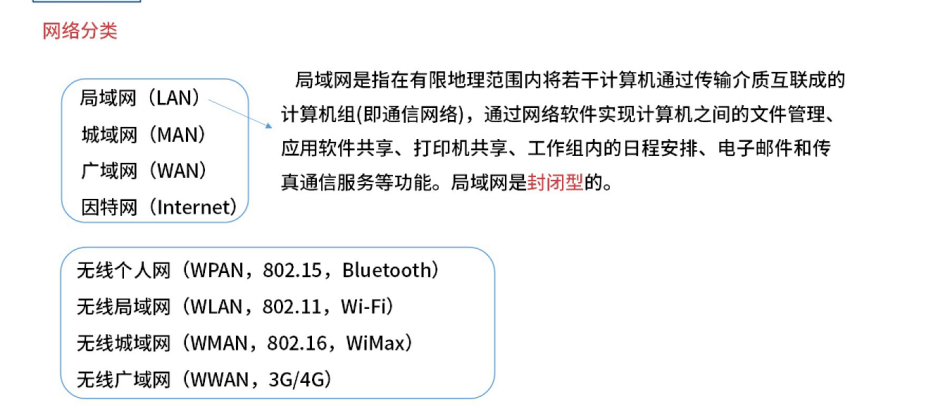 网络分类
局域网（LAN）
城域网（MAN）
广域网（WAN）
因特网（Internet）
局域网是指在有限地理范围内将若干计算机通过传输介质互联成的
计算机组(即通信网络)，通过网络软件实现计算机之间的文件管理、
应用软件共享、打印机共享、工作组内的日程安排、电子邮件和传
真通信服务等功能。局域网是封闭型的。
无线个人网（WPAN，802.15，Bluetooth）
无线局域网（WLAN，802.11，Wi-Fi）
无线城域网（WMAN，802.16，WiMax）
无线广域网（WWAN，3G/4G）